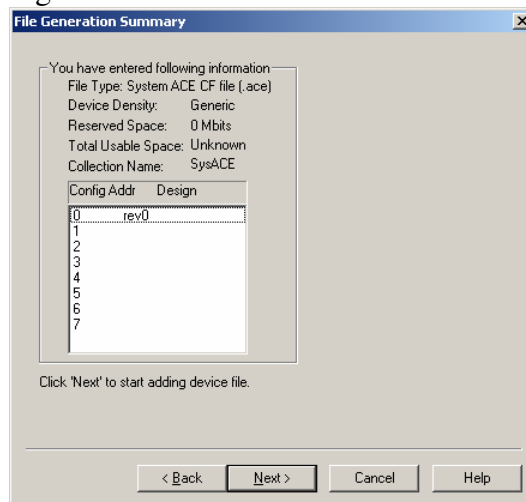 File Generation Summary
You have entered following information
File Type: System ACE CF file (.ace)
Device Density: Generic
Reserved Space: 0 Mbits
Total Usable Space: Unknown
Collection Name: SysACE
Config Addr Design
0 rev0
1
2
3
4
5
6
7
Click 'Next' to start adding device file.
< Back Next > Cancel Help